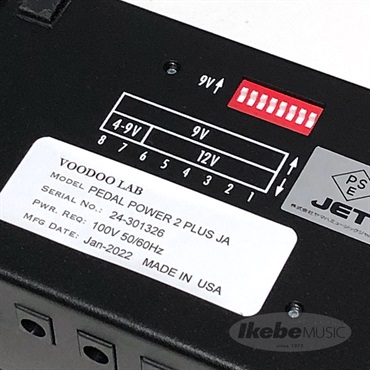 9V↑
9V
4-9V 12V
8 7 6 5 4 3 2 1
P
S
E
JET
VOODOO LAB
MODEL: PEDAL POWER 2 PLUS JA
SERIAL NO.: 24-301326
PWR. REQ: 100V 50/60Hz
MFG DATE: Jan-2022 MADE IN USA
Ikebe MUSIC
since 1975